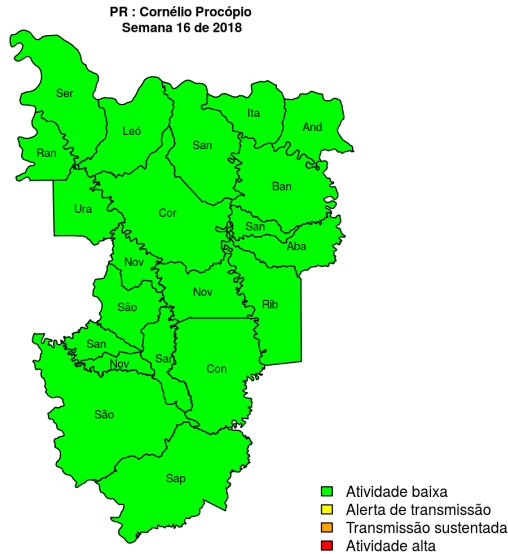 PR : Cornélio Procópio
Semana 16 de 2018
Ser
Ita
And
Leó
San
Ran
Ban
Ura
Cor
San
Aba
Nov
Nov
Rib
São
San
San
Nov
Con
São
Sap
Atividade baixa
Alerta de transmissão
Transmissão sustentada
Atividade alta